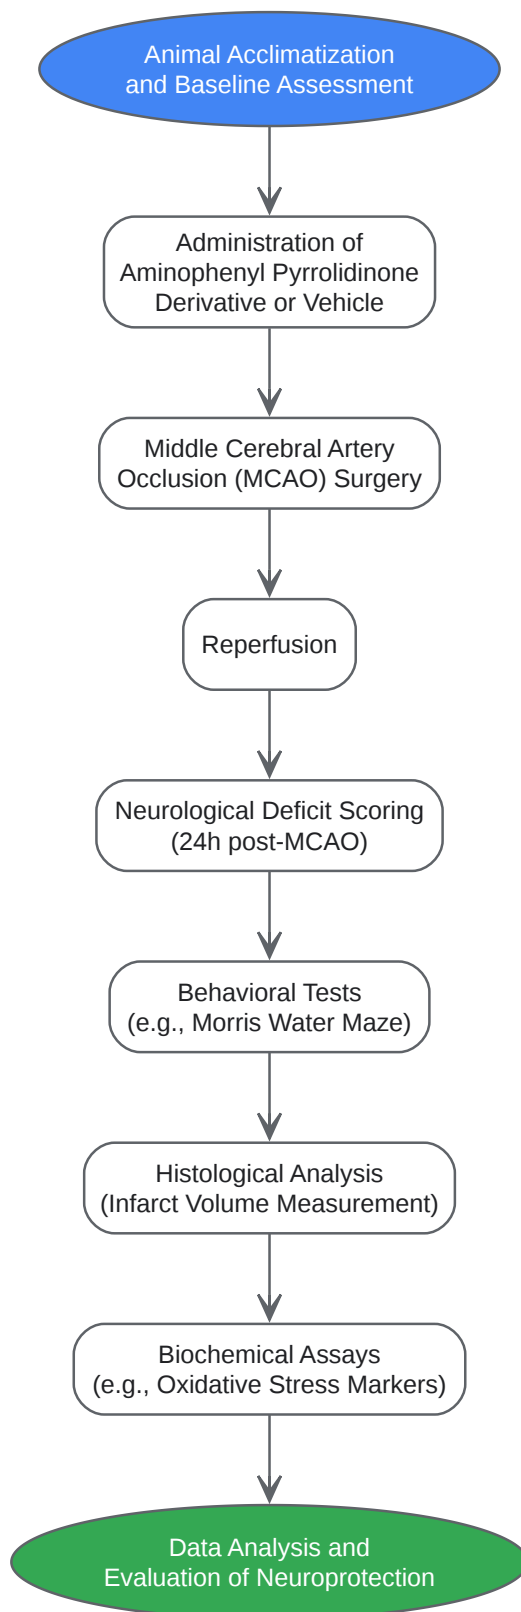 Animal Acclimatization
and Baseline Assessment
Administration of
Aminophenyl Pyrrolidinone
Derivative or Vehicle
Middle Cerebral Artery
Occlusion (MCAO) Surgery
Reperfusion
Neurological Deficit Scoring
(24h post-MCAO)
Behavioral Tests
(e.g., Morris Water Maze)
Histological Analysis
(Infarct Volume Measurement)
Biochemical Assays
(e.g., Oxidative Stress Markers)
Data Analysis and
Evaluation of Neuroprotection